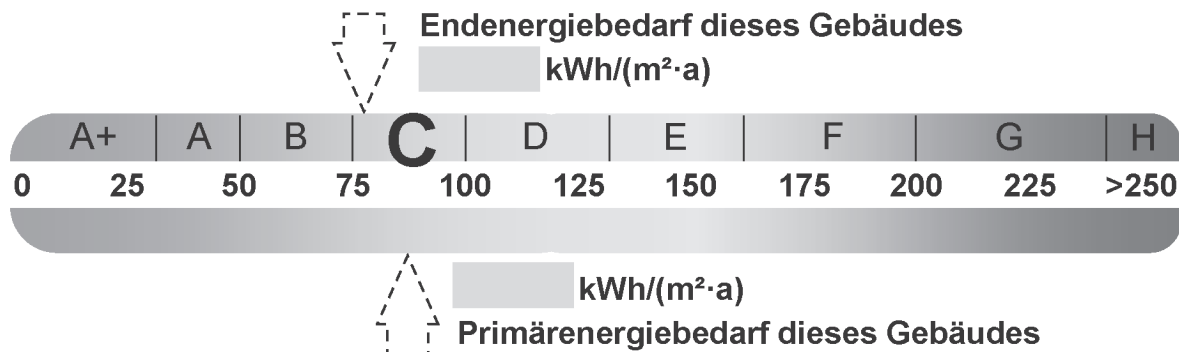 Endenergiebedarf dieses Gebäudes
kWh/(m²·a)
A+ A B C D E F G H
0 25 50 75 100 125 150 175 200 225 >250
kWh/(m²·a)
Primärenergiebedarf dieses Gebäudes